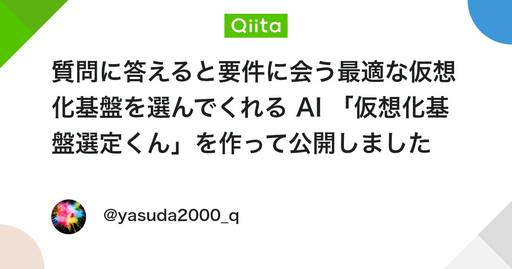 Qiita
質問に答えると要件に会う最適な仮想
化基盤を選んでくれる AI 「仮想化基
盤選定くん」を作って公開しました
@yasuda2000_q